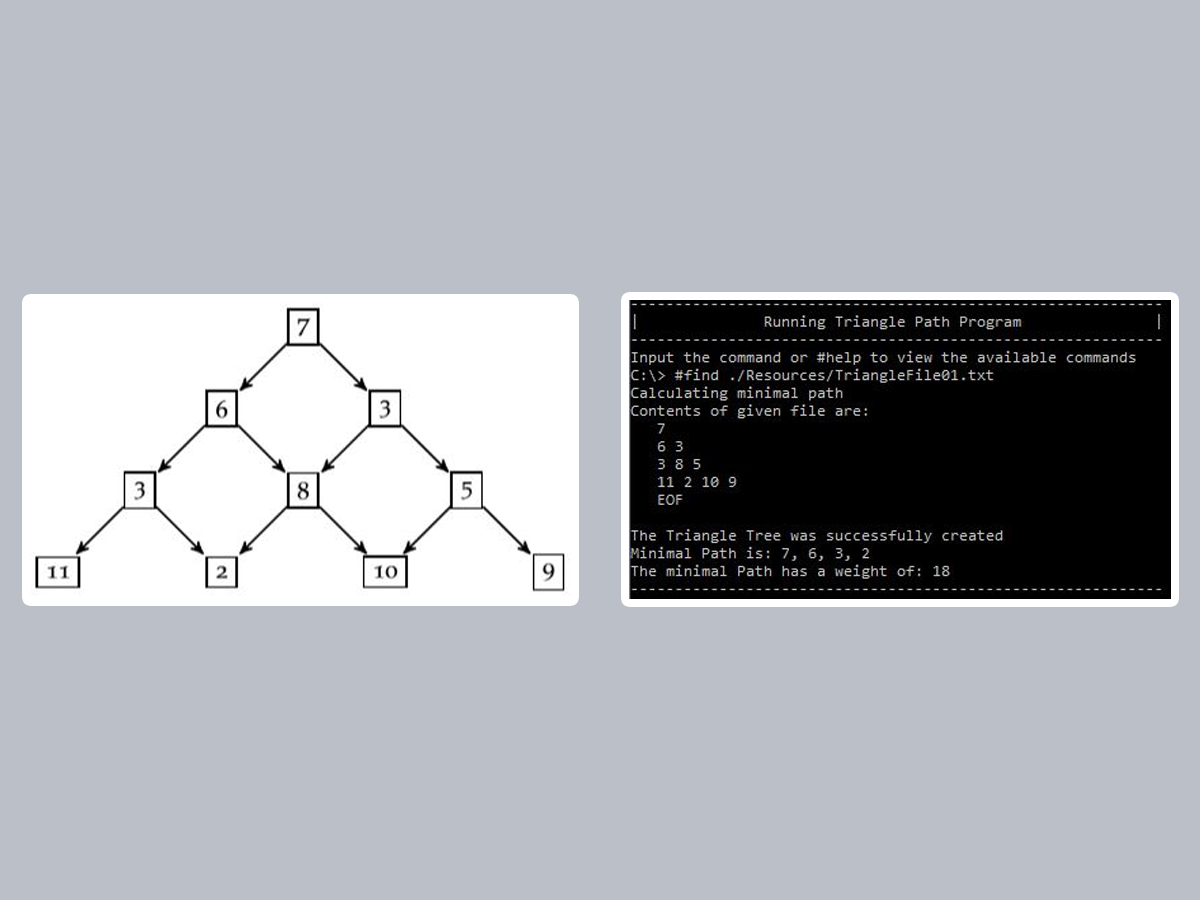 7
6 3
3 8 5
11 2 10 9
Running Triangle Path Program
Input the command or #help to view the available commands
C:\> #find ./Resources/TriangleFile01.txt
Calculating minimal path
Contents of given file are:
7
6 3
3 8 5
11 2 10 9
EOF
The Triangle Tree was successfully created
Minimal Path is: 7, 6, 3, 2
The minimal Path has a weight of: 18